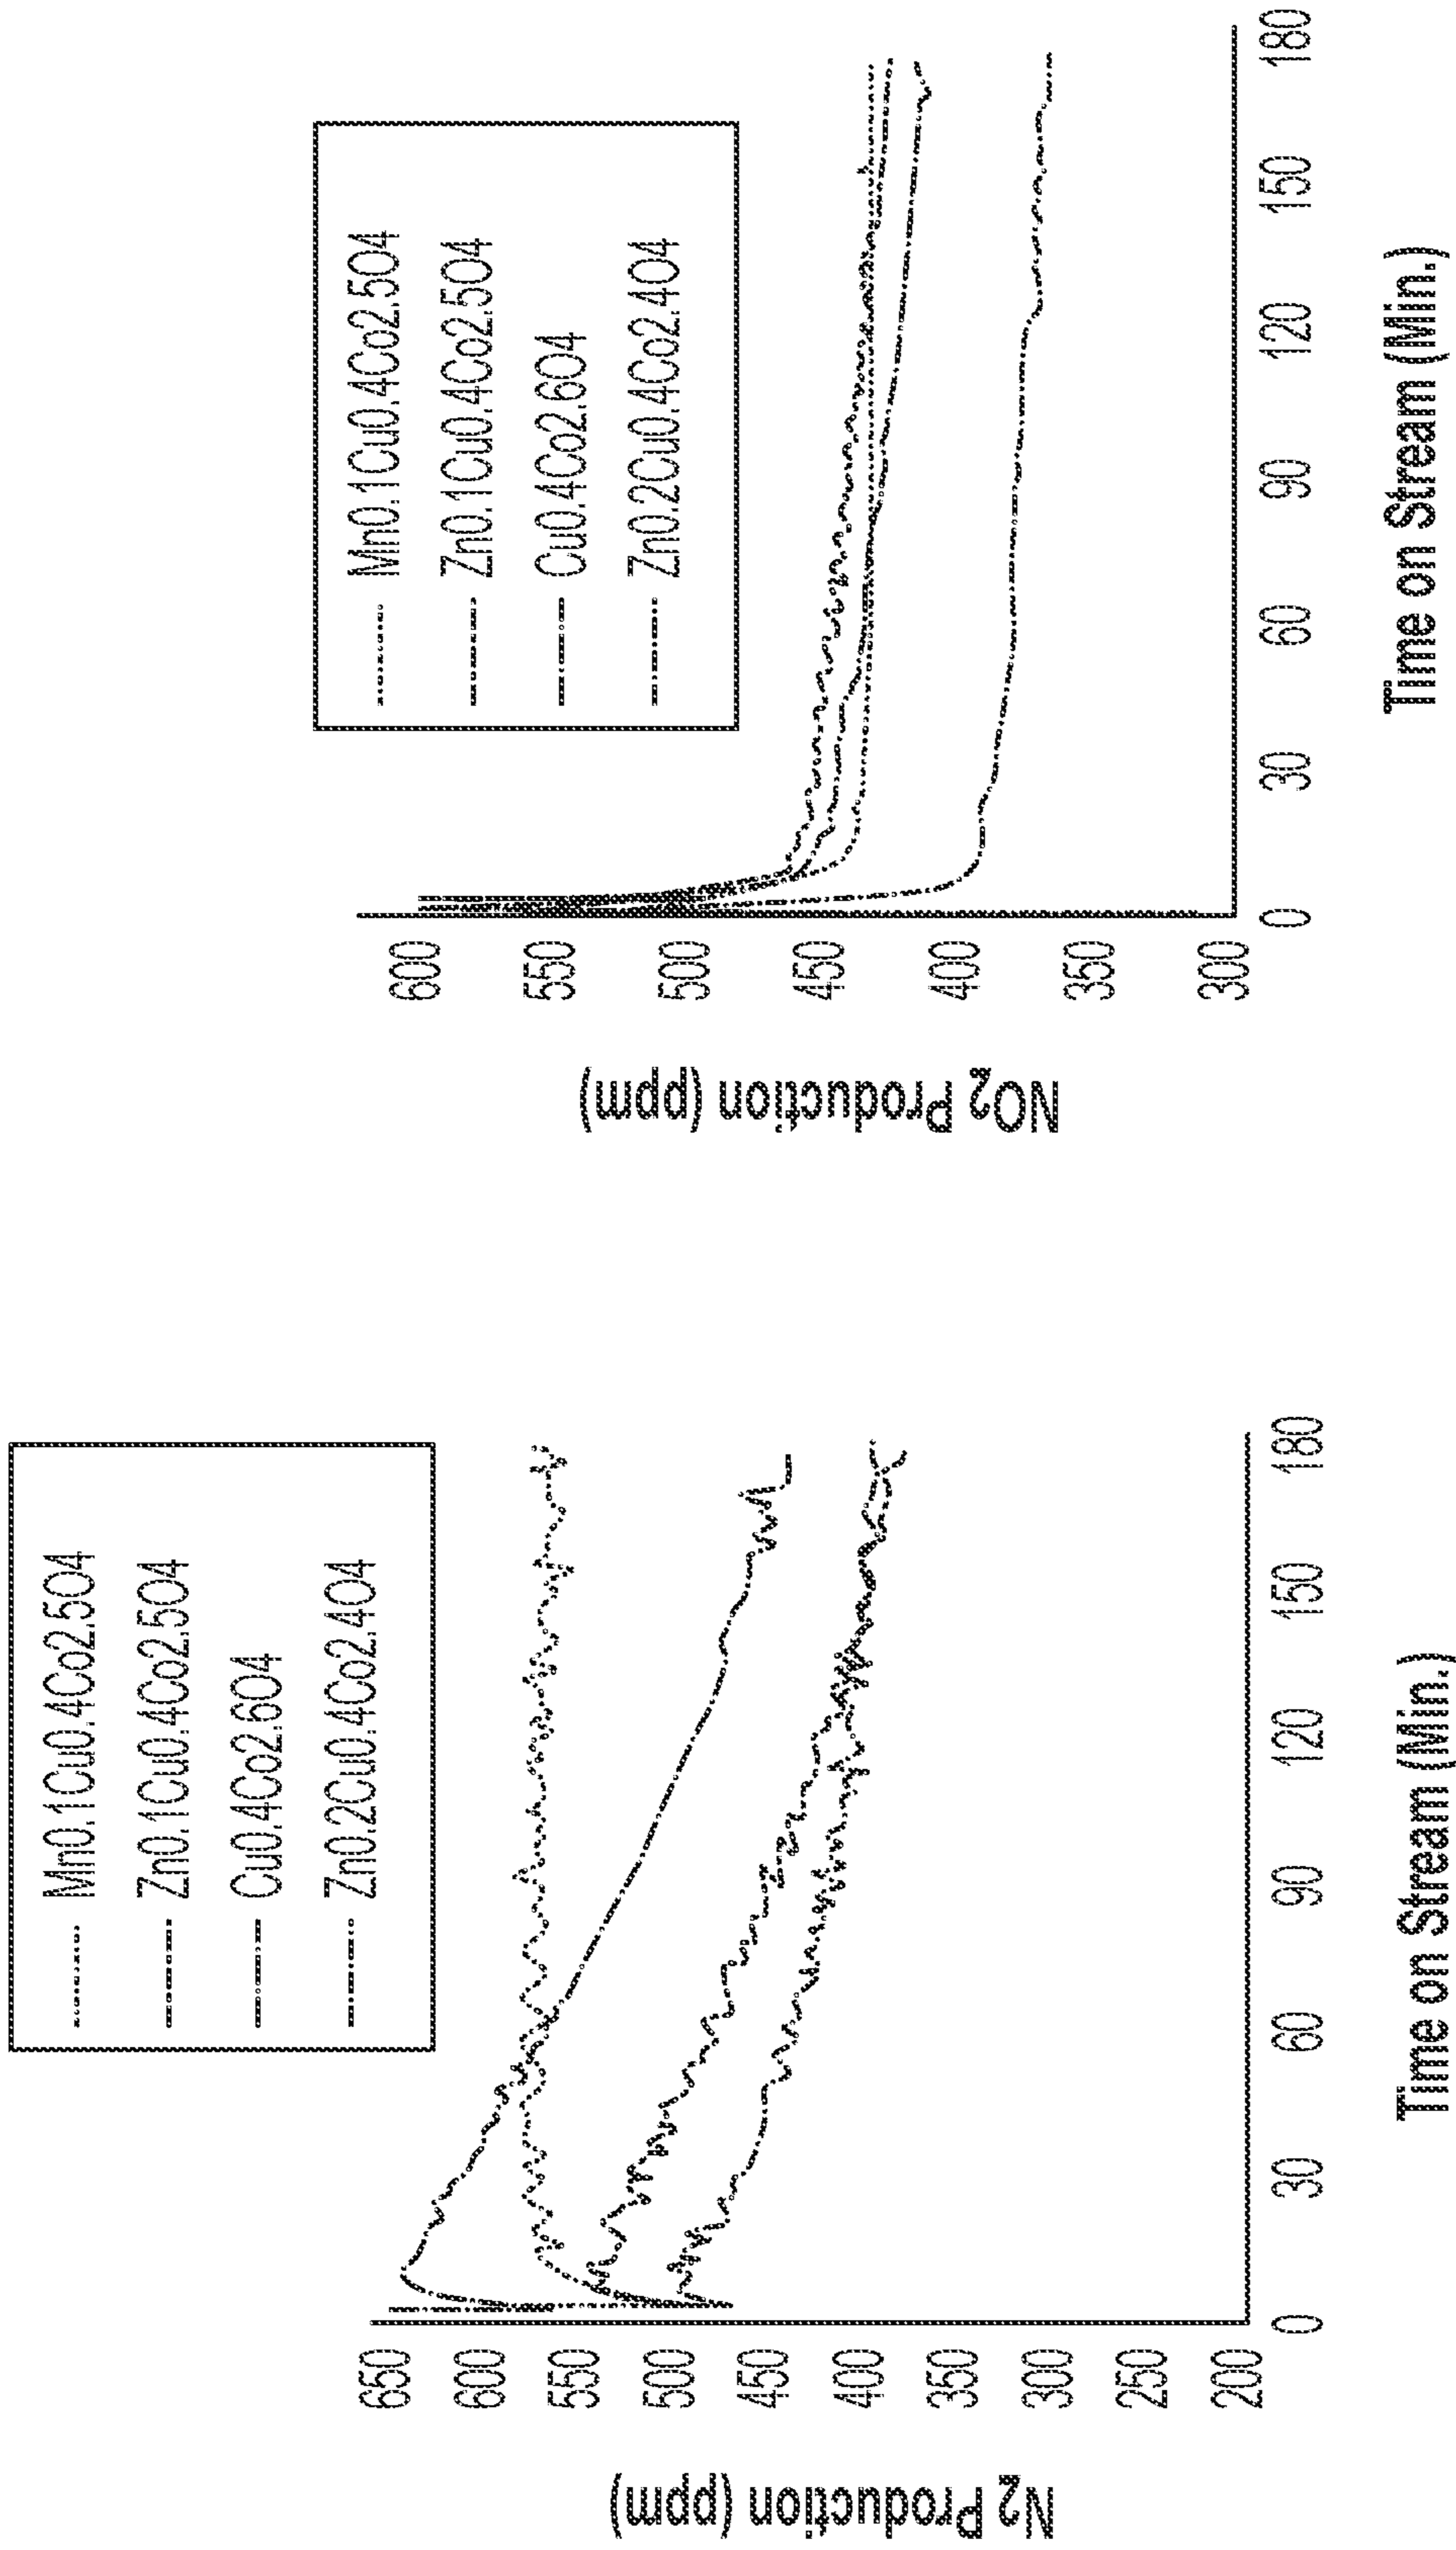 N2 Production (ppm)
650
600
550
500
450
400
350
300
250
200
0
30
60
90
120
150
180
Time on Stream (Min.)
Mn0.1Cu0.4Co2.5O4
Zn0.1Cu0.4Co2.5O4
Cu0.4Co2.6O4
Zn0.2Cu0.4Co2.4O4
NO2 Production (ppm)
600
550
500
450
400
350
300
0
30
60
90
120
150
180
Time on Stream (Min.)
Mn0.1Cu0.4Co2.5O4
Zn0.1Cu0.4Co2.5O4
Cu0.4Co2.6O4
Zn0.2Cu0.4Co2.4O4